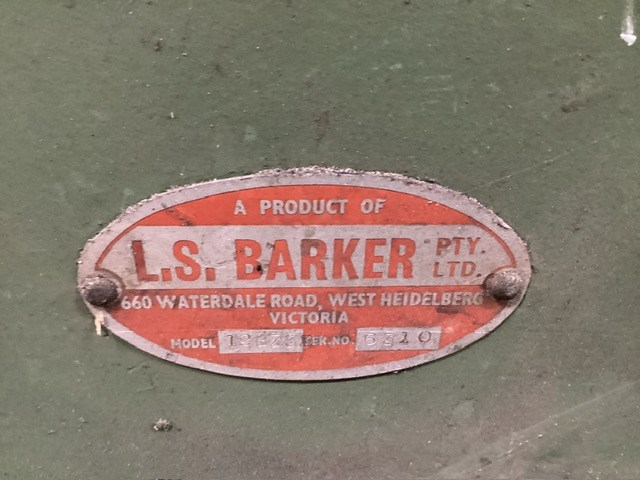 A PRODUCT OF
L.S. BARKER PTY. LTD.
660 WATERDALE ROAD, WEST HEIDELBERG
VICTORIA
MODEL SER.NO.